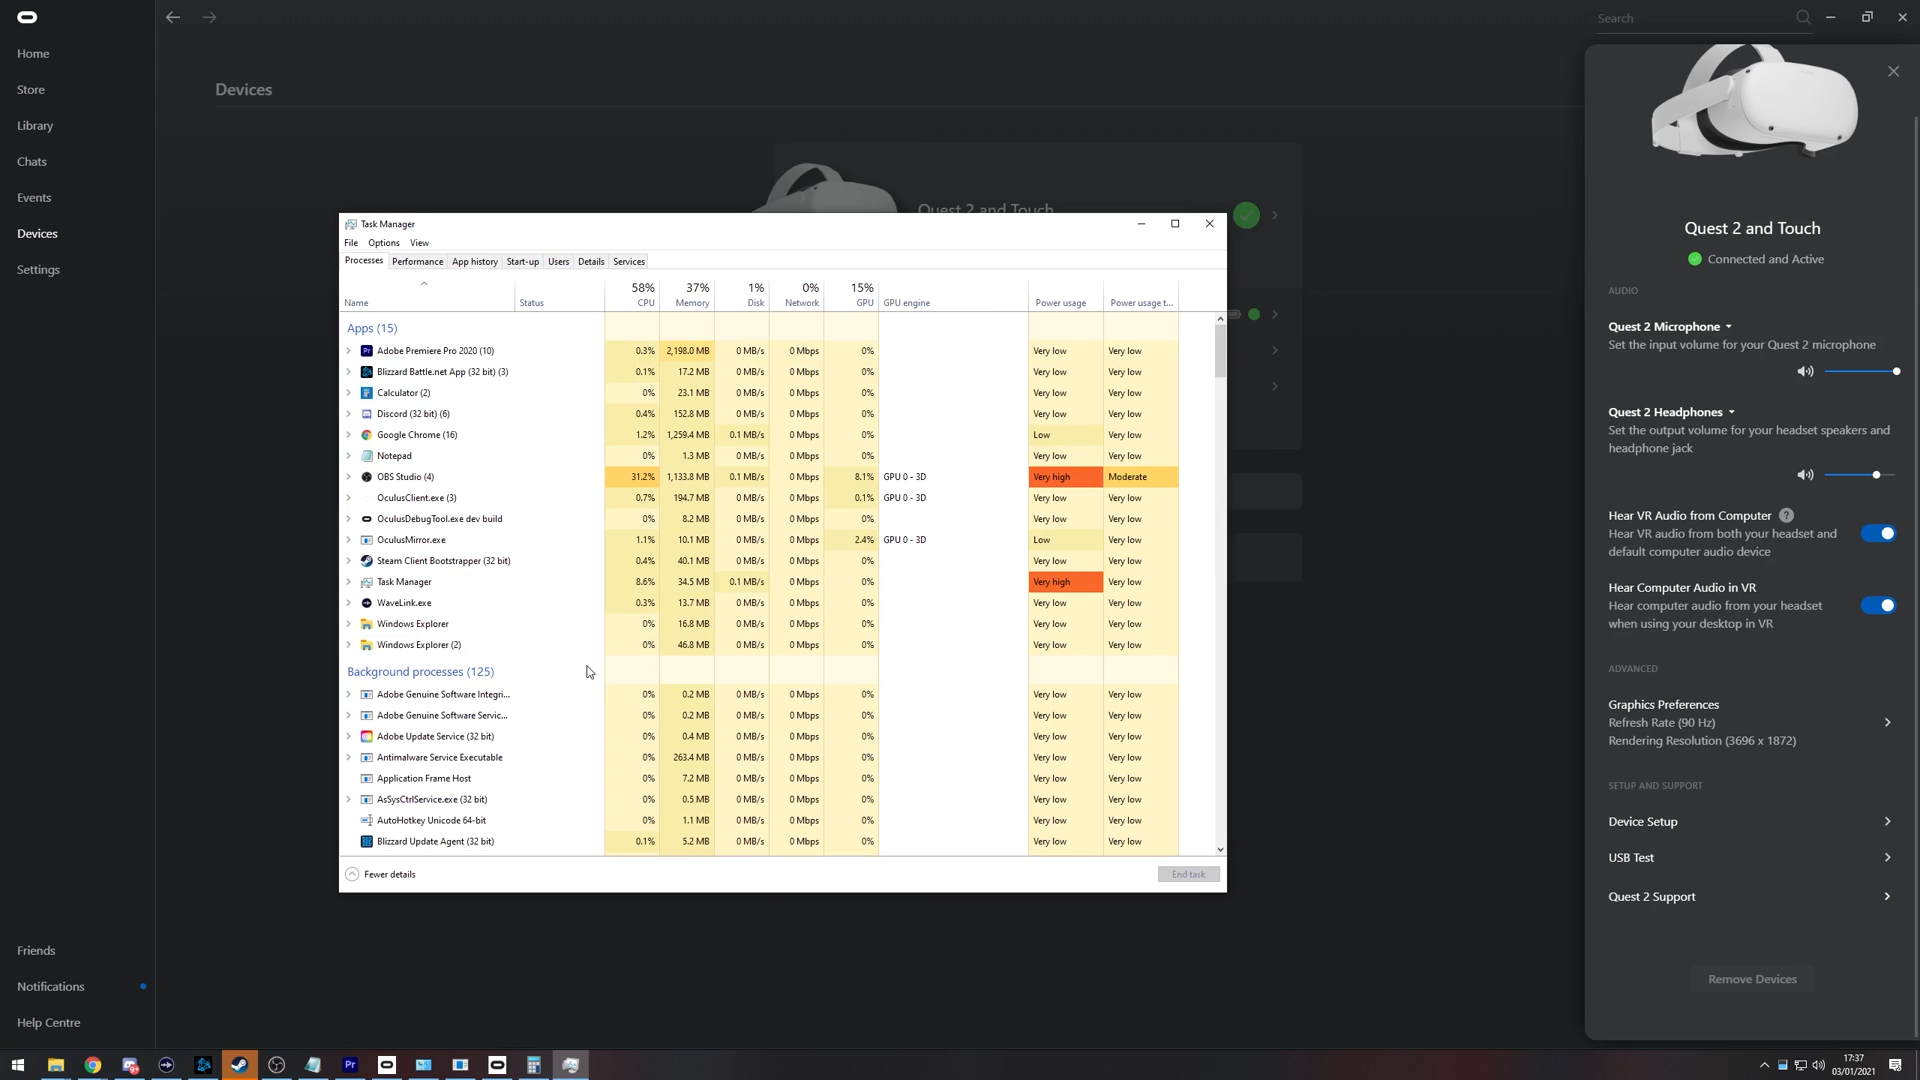 Search
Home
Store
Library
Chats
Events
Devices
Settings
Friends
Notifications
Help Centre
Devices
Quest 2 and Touch
Task Manager
File Options View
Processes Performance App history Start-up Users Details Services
58% 37% 1% 0% 15%
Name Status CPU Memory Disk Network GPU GPU engine Power usage Power usage t...
Apps (15)
Adobe Premiere Pro 2020 (10) 0.3% 2,198.0 MB 0 MB/s 0 Mbps 0% Very low Very low
Blizzard Battle.net App (32 bit) (3) 0.1% 17.2 MB 0 MB/s 0 Mbps 0% Very low Very low
Calculator (2) 0% 23.1 MB 0 MB/s 0 Mbps 0% Very low Very low
Discord (32 bit) (6) 0.4% 152.8 MB 0 MB/s 0 Mbps 0% Very low Very low
Google Chrome (16) 1.2% 1,259.4 MB 0.1 MB/s 0 Mbps 0% Low Very low
Notepad 0% 1.3 MB 0 MB/s 0 Mbps 0% Very low Very low
OBS Studio (4) 31.2% 1,133.8 MB 0.1 MB/s 0 Mbps 8.1% GPU 0 - 3D Very high Moderate
OculusClient.exe (3) 0.7% 194.7 MB 0 MB/s 0 Mbps 0.1% GPU 0 - 3D Very low Very low
OculusDebugTool.exe dev build 0% 8.2 MB 0 MB/s 0 Mbps 0% Very low Very low
OculusMirror.exe 1.1% 10.1 MB 0 MB/s 0 Mbps 2.4% GPU 0 - 3D Low Very low
Steam Client Bootstrapper (32 bit) 0.4% 40.1 MB 0 MB/s 0 Mbps 0% Very low Very low
Task Manager 8.6% 34.5 MB 0.1 MB/s 0 Mbps 0% Very high Very low
WaveLink.exe 0.3% 13.7 MB 0 MB/s 0 Mbps 0% Very low Very low
Windows Explorer 0% 16.8 MB 0 MB/s 0 Mbps 0% Very low Very low
Windows Explorer (2) 0% 46.8 MB 0 MB/s 0 Mbps 0% Very low Very low
Background processes (125)
Adobe Genuine Software Integri... 0% 0.2 MB 0 MB/s 0 Mbps 0% Very low Very low
Adobe Genuine Software Servic... 0% 0.2 MB 0 MB/s 0 Mbps 0% Very low Very low
Adobe Update Service (32 bit) 0% 0.4 MB 0 MB/s 0 Mbps 0% Very low Very low
Antimalware Service Executable 0% 263.4 MB 0 MB/s 0 Mbps 0% Very low Very low
Application Frame Host 0% 7.2 MB 0 MB/s 0 Mbps 0% Very low Very low
AsSysCtrlService.exe (32 bit) 0% 0.5 MB 0 MB/s 0 Mbps 0% Very low Very low
AutoHotkey Unicode 64-bit 0% 1.1 MB 0 MB/s 0 Mbps 0% Very low Very low
Blizzard Update Agent (32 bit) 0.1% 5.2 MB 0 MB/s 0 Mbps 0% Very low Very low
Fewer details End task
Quest 2 and Touch
Connected and Active
AUDIO
Quest 2 Microphone
Set the input volume for your Quest 2 microphone
Quest 2 Headphones
Set the output volume for your headset speakers and
headphone jack
Hear VR Audio from Computer ?
Hear VR audio from both your headset and
default computer audio device
Hear Computer Audio in VR
Hear computer audio from your headset
when using your desktop in VR
ADVANCED
Graphics Preferences
Refresh Rate (90 Hz)
Rendering Resolution (3696 x 1872)
SETUP AND SUPPORT
Device Setup
USB Test
Quest 2 Support
Remove Devices
Pr
17:37
03/01/2021